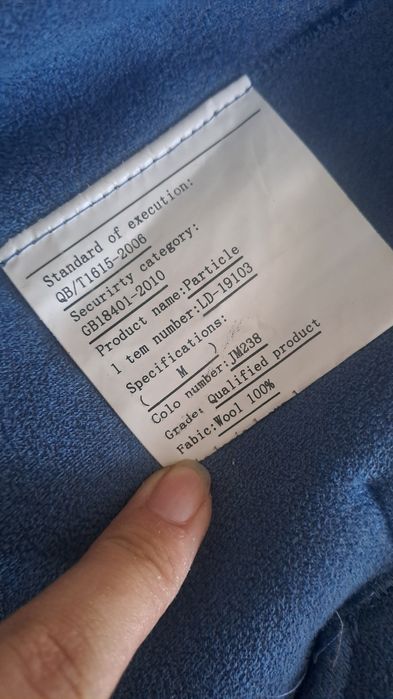 Standard of execution:
QB/T1615-2006
Securirty category:
GB18401-2010
Product name:Particle
1 tem number:LD-19103
Specifications:
( M )
Colo number:JM238
Grade: Qualified product
Fabic:Wool 100%